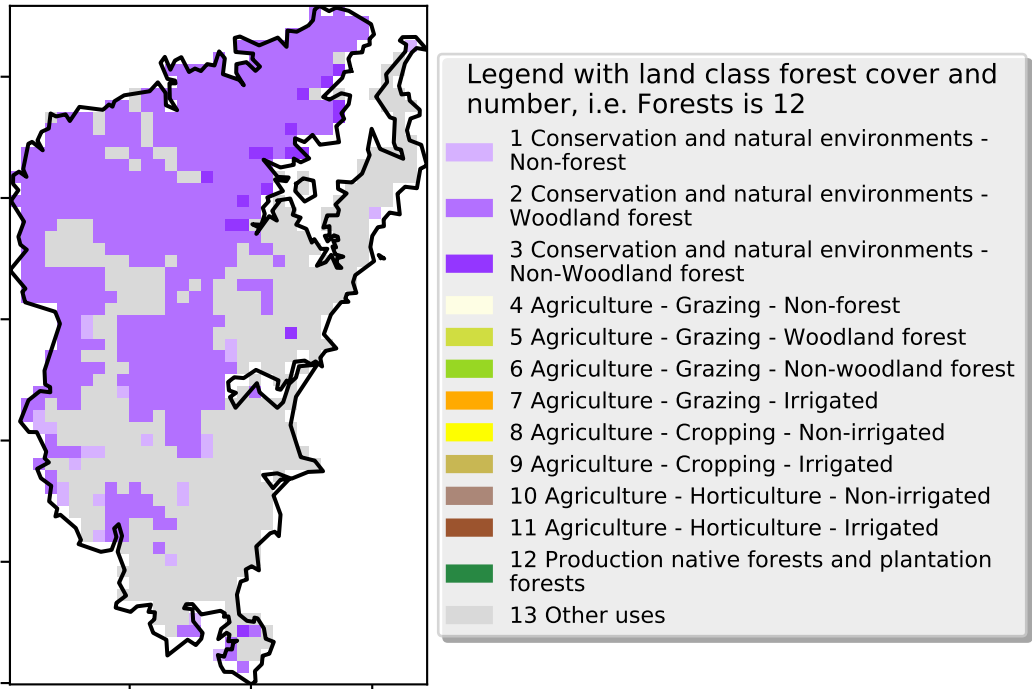 Legend with land class forest cover and
number, i.e. Forests is 12
1 Conservation and natural environments -
Non-forest
2 Conservation and natural environments -
Woodland forest
3 Conservation and natural environments -
Non-Woodland forest
4 Agriculture - Grazing - Non-forest
5 Agriculture - Grazing - Woodland forest
6 Agriculture - Grazing - Non-woodland forest
7 Agriculture - Grazing - Irrigated
8 Agriculture - Cropping - Non-irrigated
9 Agriculture - Cropping - Irrigated
10 Agriculture - Horticulture - Non-irrigated
11 Agriculture - Horticulture - Irrigated
12 Production native forests and plantation
forests
13 Other uses